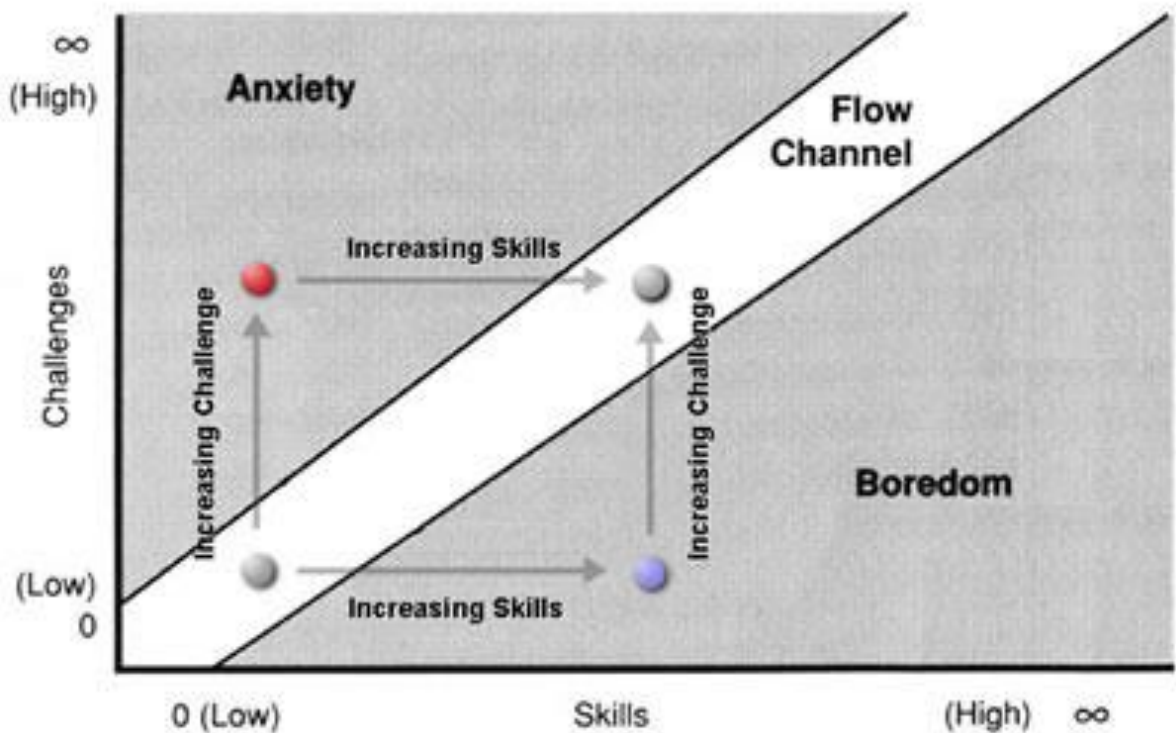 ∞
(High)
Anxiety
Flow
Channel
Increasing Skills
Challenges
Increasing Challenge
Increasing Challenge
Boredom
(Low)
0
Increasing Skills
0 (Low)
Skills
(High)
∞